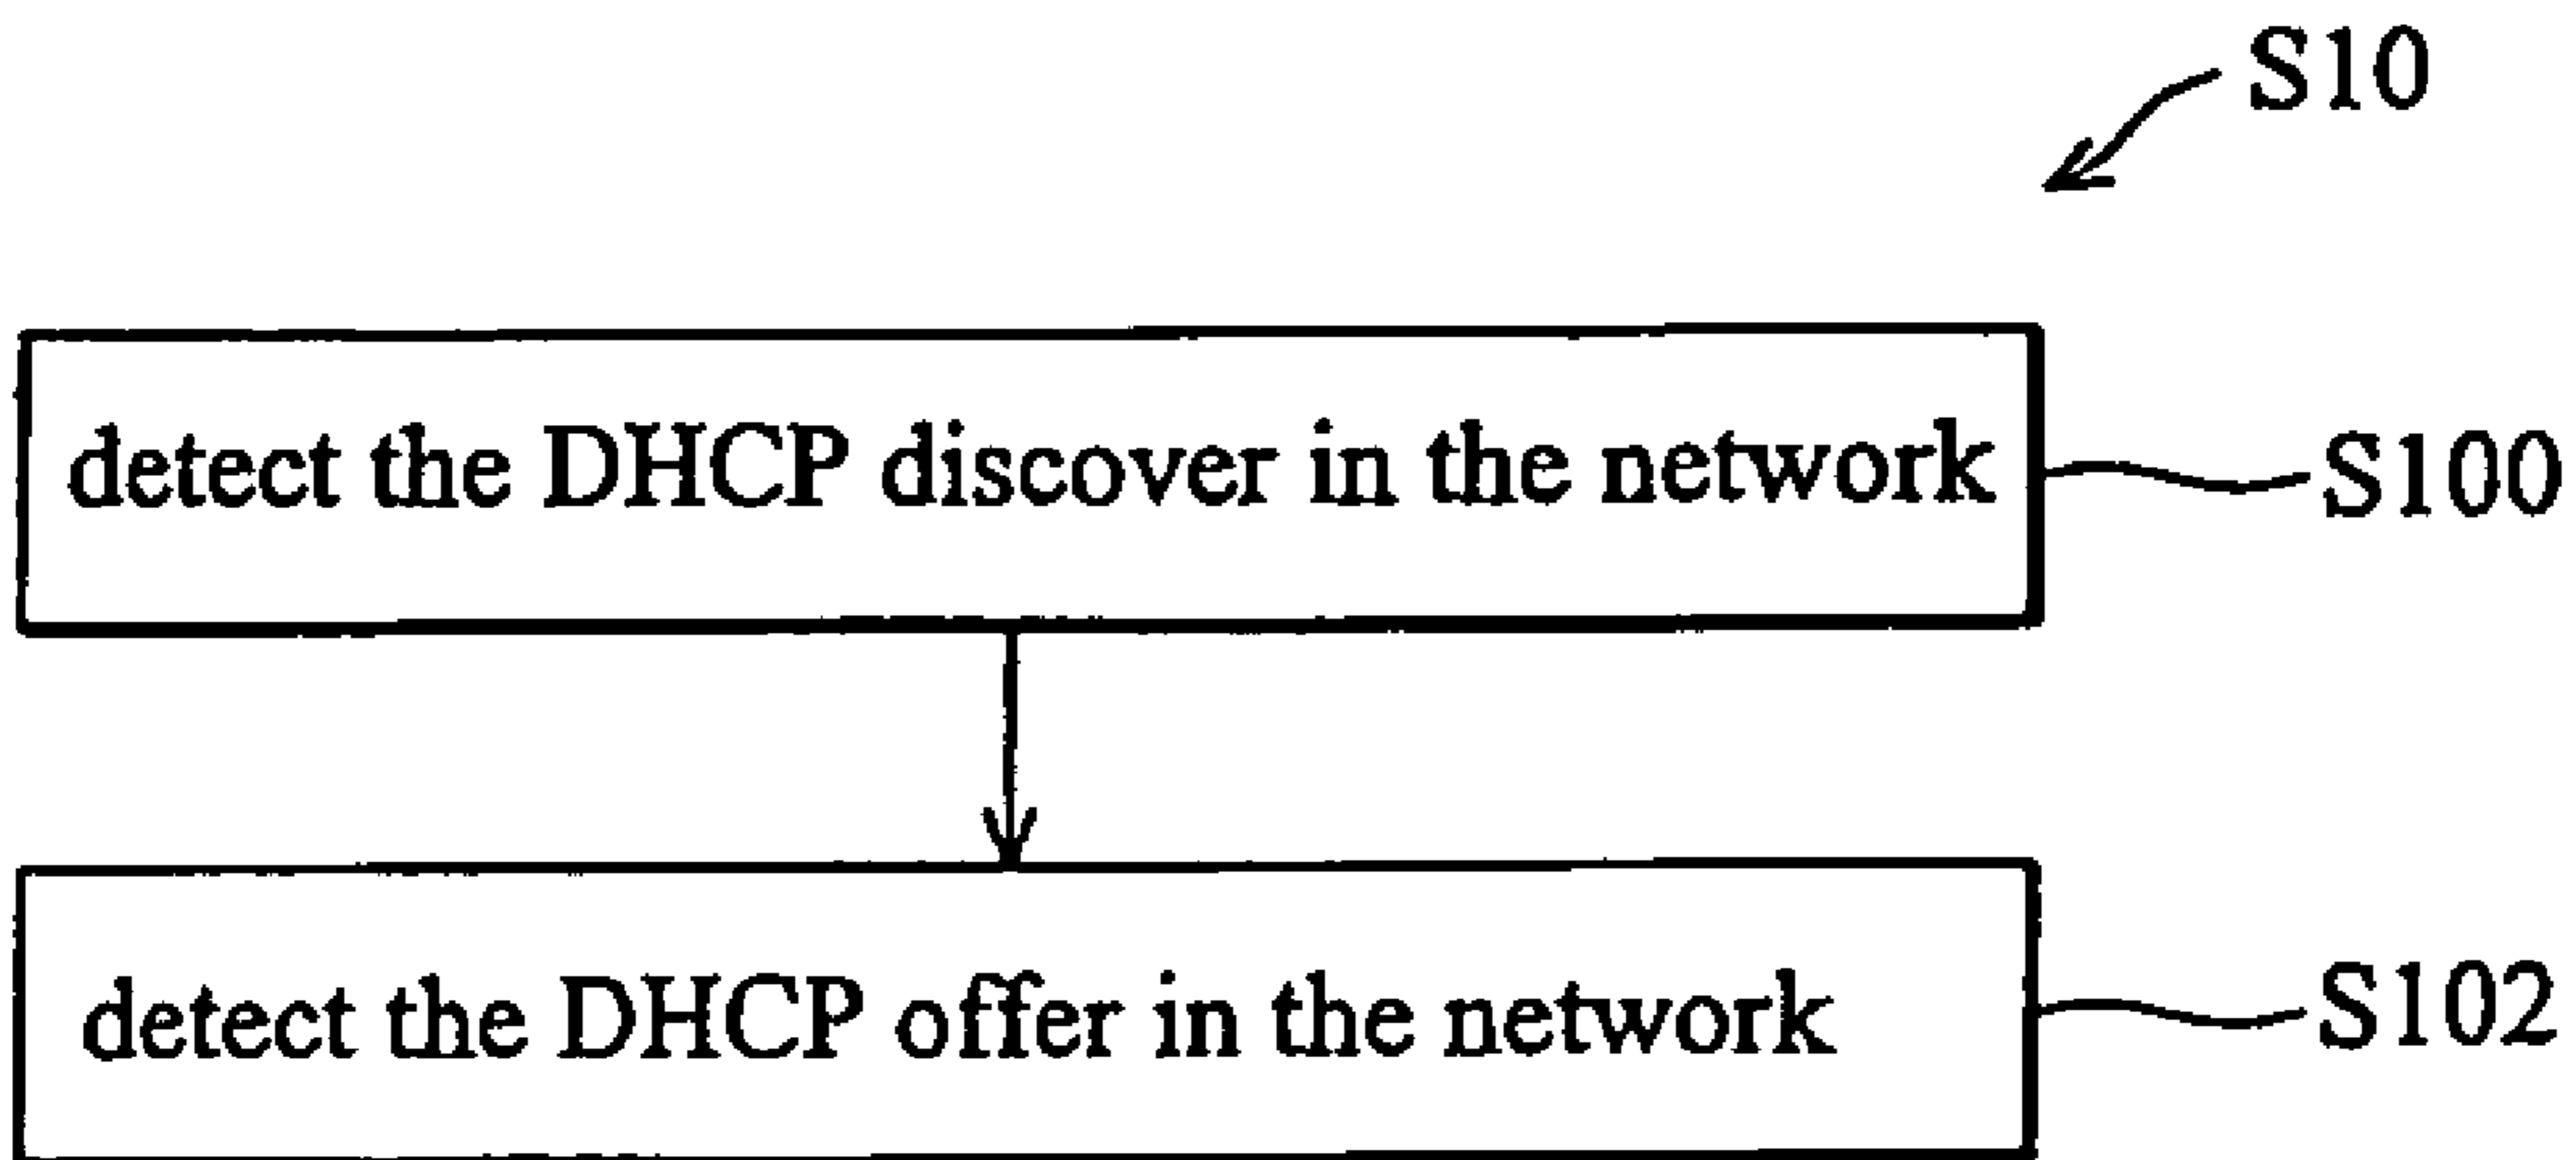 S10
detect the DHCP discover in the network
S100
detect the DHCP offer in the network
S102